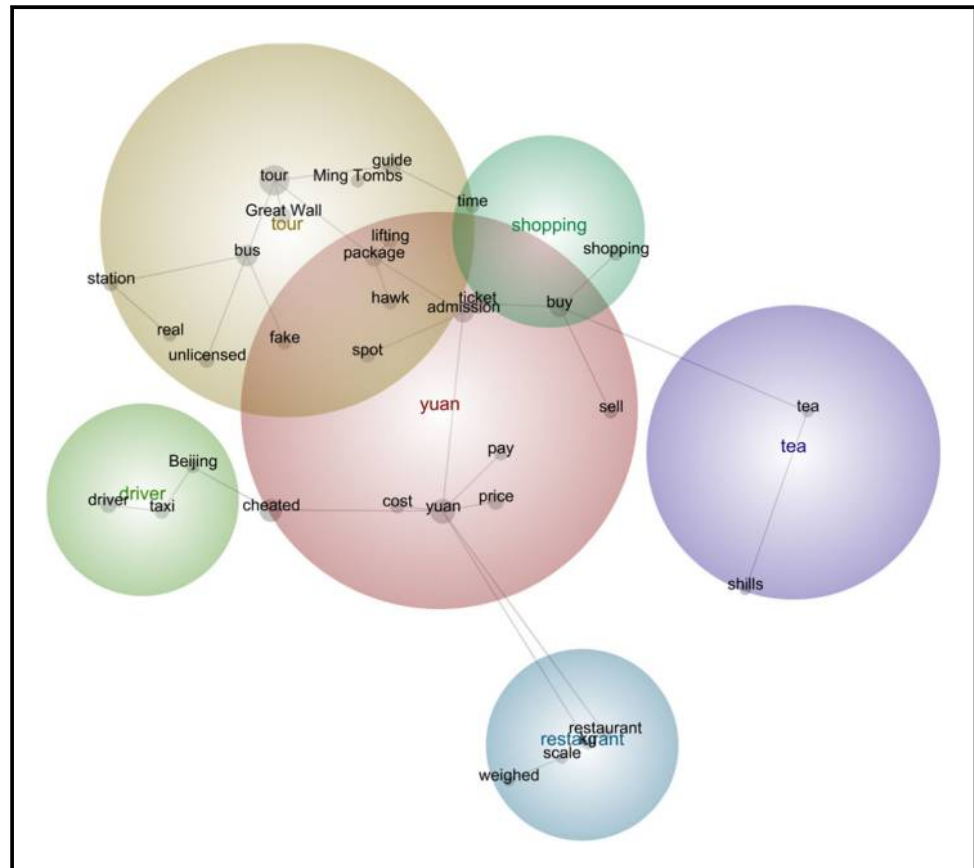 guide
tour
Ming Tombs
time
Great Wall
tour
shopping
lifting
shopping
bus
package
station
hawk
ticket
buy
admission
real
fake
unlicensed
spot
yuan
sell
tea
tea
pay
Beijing
driver
driver
taxi
cheated
cost
yuan
price
shills
restaurant
restaurant
kg
scale
weighed